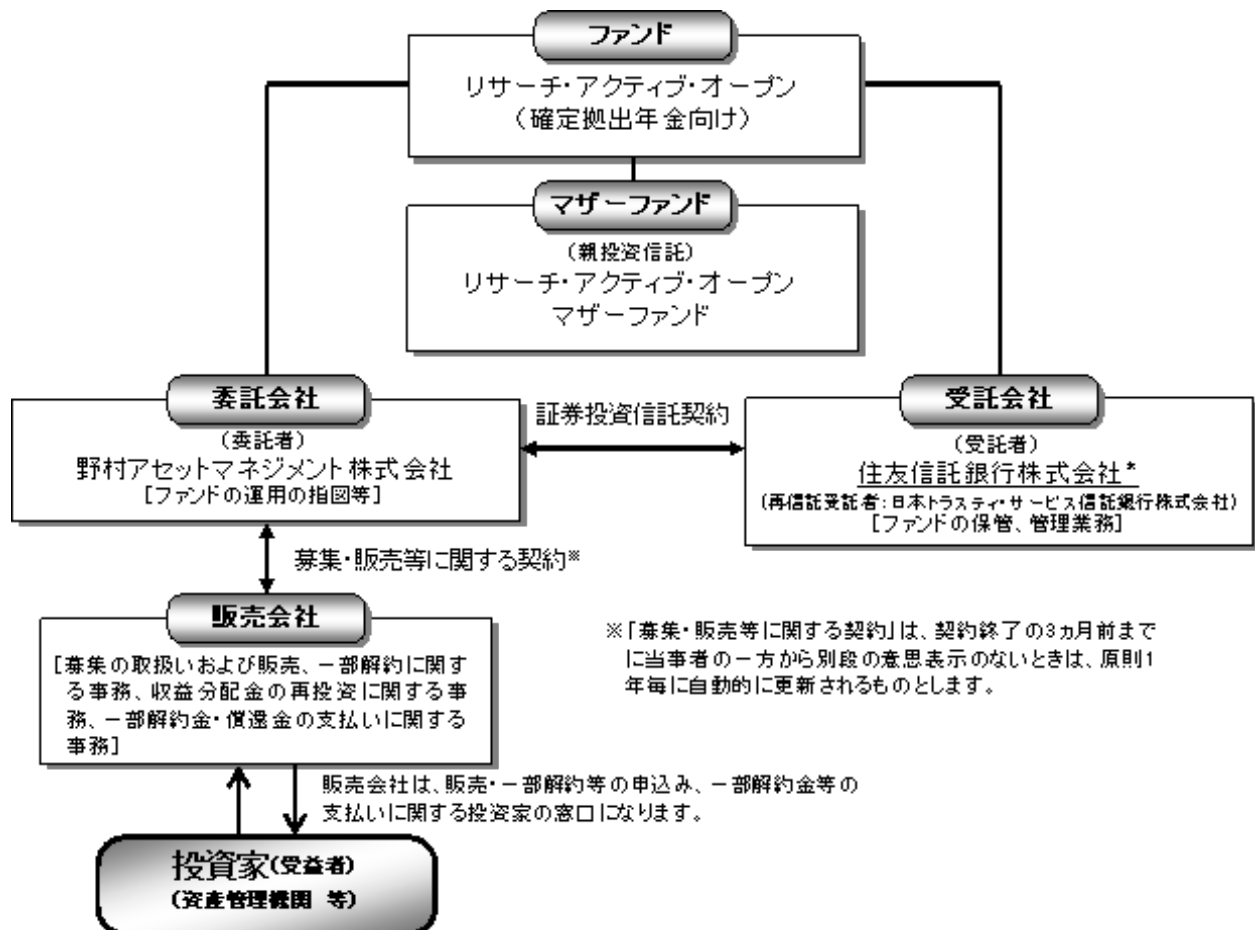 ファンド
リサーチ・アクティブ・オープン
（確定拠出年金向け）
マザーファンド
（親投資信託）
リサーチ・アクティブ・オープン
マザーファンド
委託会社
（委託者）
野村アセットマネジメント株式会社
［ファンドの運用の指図等］
証券投資信託契約
受託会社
（受託者）
住友信託銀行株式会社*
（再信託受託者：日本トラスティ・サービス信託銀行株式会社）
［ファンドの保管、管理業務］
募集・販売等に関する契約※
販売会社
［募集の取扱いおよび販売、一部解約に関す
る事務、収益分配金の再投資に関する事
務、一部解約金・償還金の支払いに関する
事務］
※「募集・販売等に関する契約」は、契約終了の3ヵ月前まで
に当事者の一方から別段の意思表示のないときは、原則1
年毎に自動的に更新されるものとします。
販売会社は、販売・一部解約等の申込み、一部解約金等の
支払いに関する投資家の窓口になります。
投資家（受益者）
（資産管理機関 等）